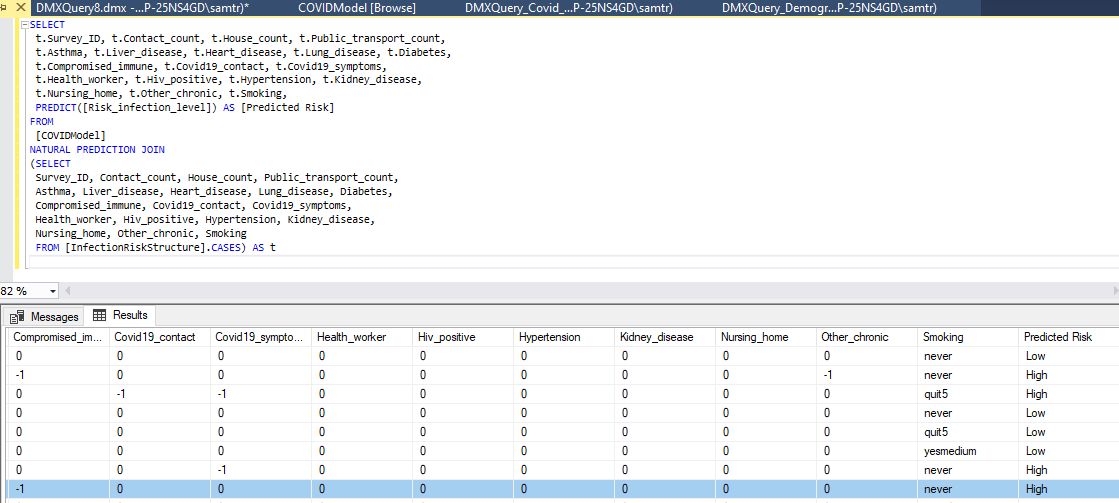 DMXQuery8.dmx -...P-25NS4GD\samtr)* COVIDModel [Browse] DMXQuery_Covid_...P-25NS4GD\samtr) DMXQuery_Demogr...P-25NS4GD\samtr)
SELECT
t.Survey_ID, t.Contact_count, t.House_count, t.Public_transport_count,
t.Asthma, t.Liver_disease, t.Heart_disease, t.Lung_disease, t.Diabetes,
t.Compromised_immune, t.Covid19_contact, t.Covid19_symptoms,
t.Health_worker, t.Hiv_positive, t.Hypertension, t.Kidney_disease,
t.Nursing_home, t.Other_chronic, t.Smoking,
PREDICT([Risk_infection_level]) AS [Predicted Risk]
FROM
[COVIDModel]
NATURAL PREDICTION JOIN
(SELECT
Survey_ID, Contact_count, House_count, Public_transport_count,
Asthma, Liver_disease, Heart_disease, Lung_disease, Diabetes,
Compromised_immune, Covid19_contact, Covid19_symptoms,
Health_worker, Hiv_positive, Hypertension, Kidney_disease,
Nursing_home, Other_chronic, Smoking
FROM [InfectionRiskStructure].CASES) AS t
82 %
Messages Results
Compromised_im... Covid19_contact Covid19_sympto... Health_worker Hiv_positive Hypertension Kidney_disease Nursing_home Other_chronic Smoking Predicted Risk
0 0 0 0 0 0 0 0 0 never Low
-1 0 0 0 0 0 0 0 -1 never High
0 -1 -1 0 0 0 0 0 0 quit5 High
0 0 0 0 0 0 0 0 0 never Low
0 0 0 0 0 0 0 0 0 quit5 Low
0 0 0 0 0 0 0 0 0 yesmedium Low
0 0 -1 0 0 0 0 0 0 never High
-1 0 0 0 0 0 0 0 0 never High